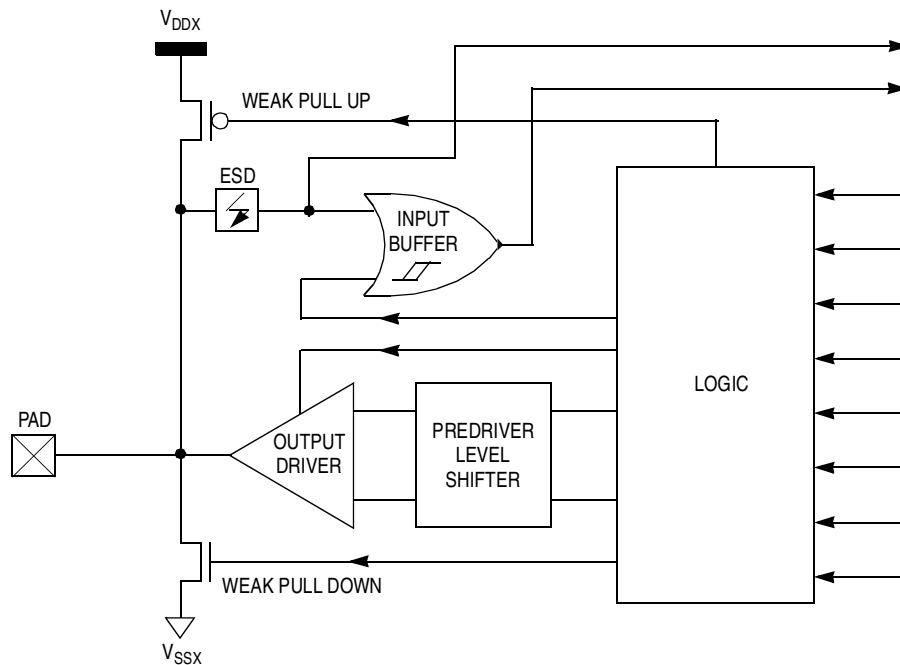 VDDX
WEAK PULL UP
ESD
INPUT
BUFFER
LOGIC
PAD
OUTPUT
DRIVER
PREDRIVER
LEVEL
SHIFTER
WEAK PULL DOWN
VSSX